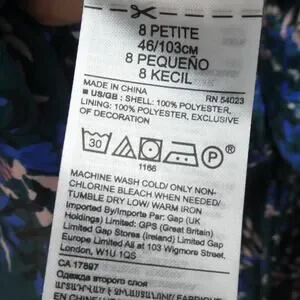 8 PETITE
46/103CM
8 PEQUEÑO
8 KECIL
MADE IN CHINA RN 54023
■ US/GB: SHELL: 100% POLYESTER,
LINING: 100% POLYESTER, EXCLUSIVE
OF DECORATION
30 P
1166
MACHINE WASH COLD/ ONLY NON-
CHLORINE BLEACH WHEN NEEDED/
TUMBLE DRY LOW/ WARM IRON
Imported By/Importe Par: Gap (UK
Holdings) Limited: GPS (Great Britain)
Limited Gap Stores (Ireland) Limited Gap
Europe Limited All at 103 Wigmore Street,
London, W1U 1QS
CA 17897
Одежда второго слоя